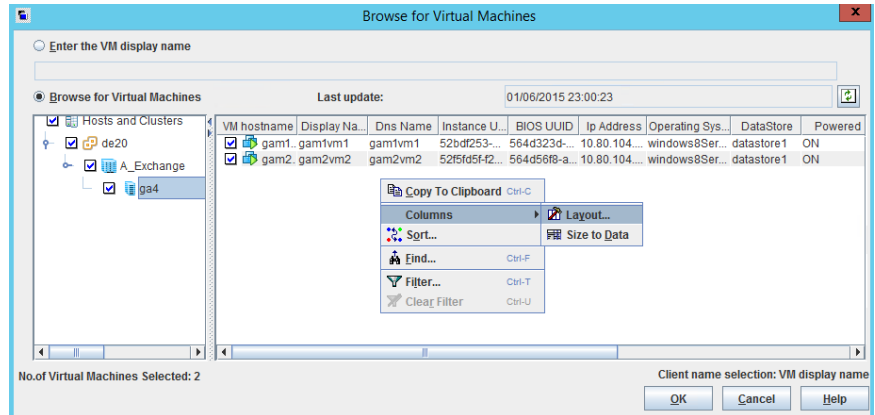 Browse for Virtual Machines
x
Enter the VM display name
Browse for Virtual Machines Last update: 01/06/2015 23:00:23
Hosts and Clusters
de20
A_Exchange
ga4
VM hostname Display Na... Dns Name Instance U... BIOS UUID Ip Address Operating Sys... DataStore Powered
gam1.. gam1vm1 gam1vm1 52bdf253-... 564d323d-... 10.80.104.... windows8Ser... datastore1 ON
gam2. gam2vm2 gam2vm2 52f5fd5f-f2... 564d56f8-a... 10.80.104.... windows8Ser... datastore1 ON
Copy To Clipboard Ctrl-C
Columns Layout...
Sort... Size to Data
Find... Ctrl-F
Filter... Ctrl-T
Clear Filter Ctrl-U
No.of Virtual Machines Selected: 2 Client name selection: VM display name
OK Cancel Help